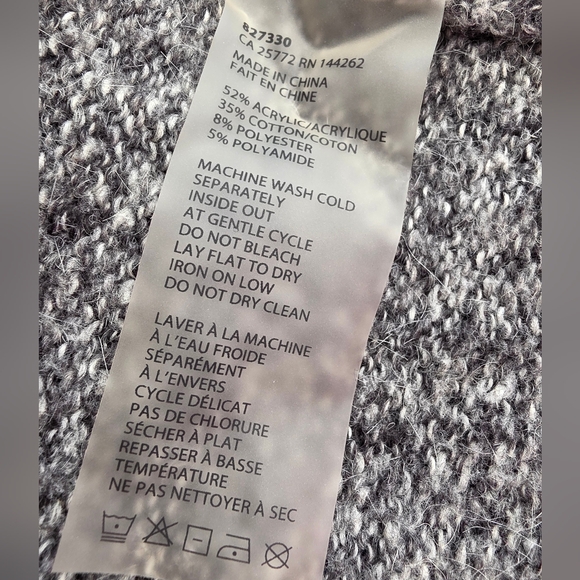 827330
CA 25772 RN 144262
MADE IN CHINA
FAIT EN CHINE
52% ACRYLIC/ACRYLIQUE
35% COTTON/COTON
8% POLYESTER
5% POLYAMIDE
MACHINE WASH COLD
SEPARATELY
INSIDE OUT
AT GENTLE CYCLE
DO NOT BLEACH
LAY FLAT TO DRY
IRON ON LOW
DO NOT DRY CLEAN
LAVER À LA MACHINE
À L'EAU FROIDE
SÉPARÉMENT
À L'ENVERS
CYCLE DÉLICAT
PAS DE CHLORURE
SÉCHER À PLAT
REPASSER À BASSE
TEMPÉRATURE
NE PAS NETTOYER À SEC